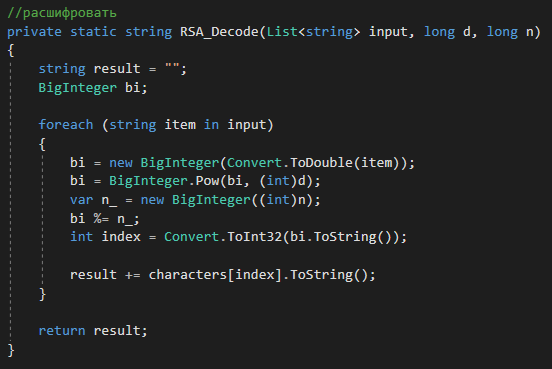 //расшифровать
private static string RSA_Decode(List<string> input, long d, long n)
{
    string result = "";
    BigInteger bi;

    foreach (string item in input)
    {
        bi = new BigInteger(Convert.ToDouble(item));
        bi = BigInteger.Pow(bi, (int)d);
        var n_ = new BigInteger((int)n);
        bi %= n_;
        int index = Convert.ToInt32(bi.ToString());

        result += characters[index].ToString();
    }

    return result;
}